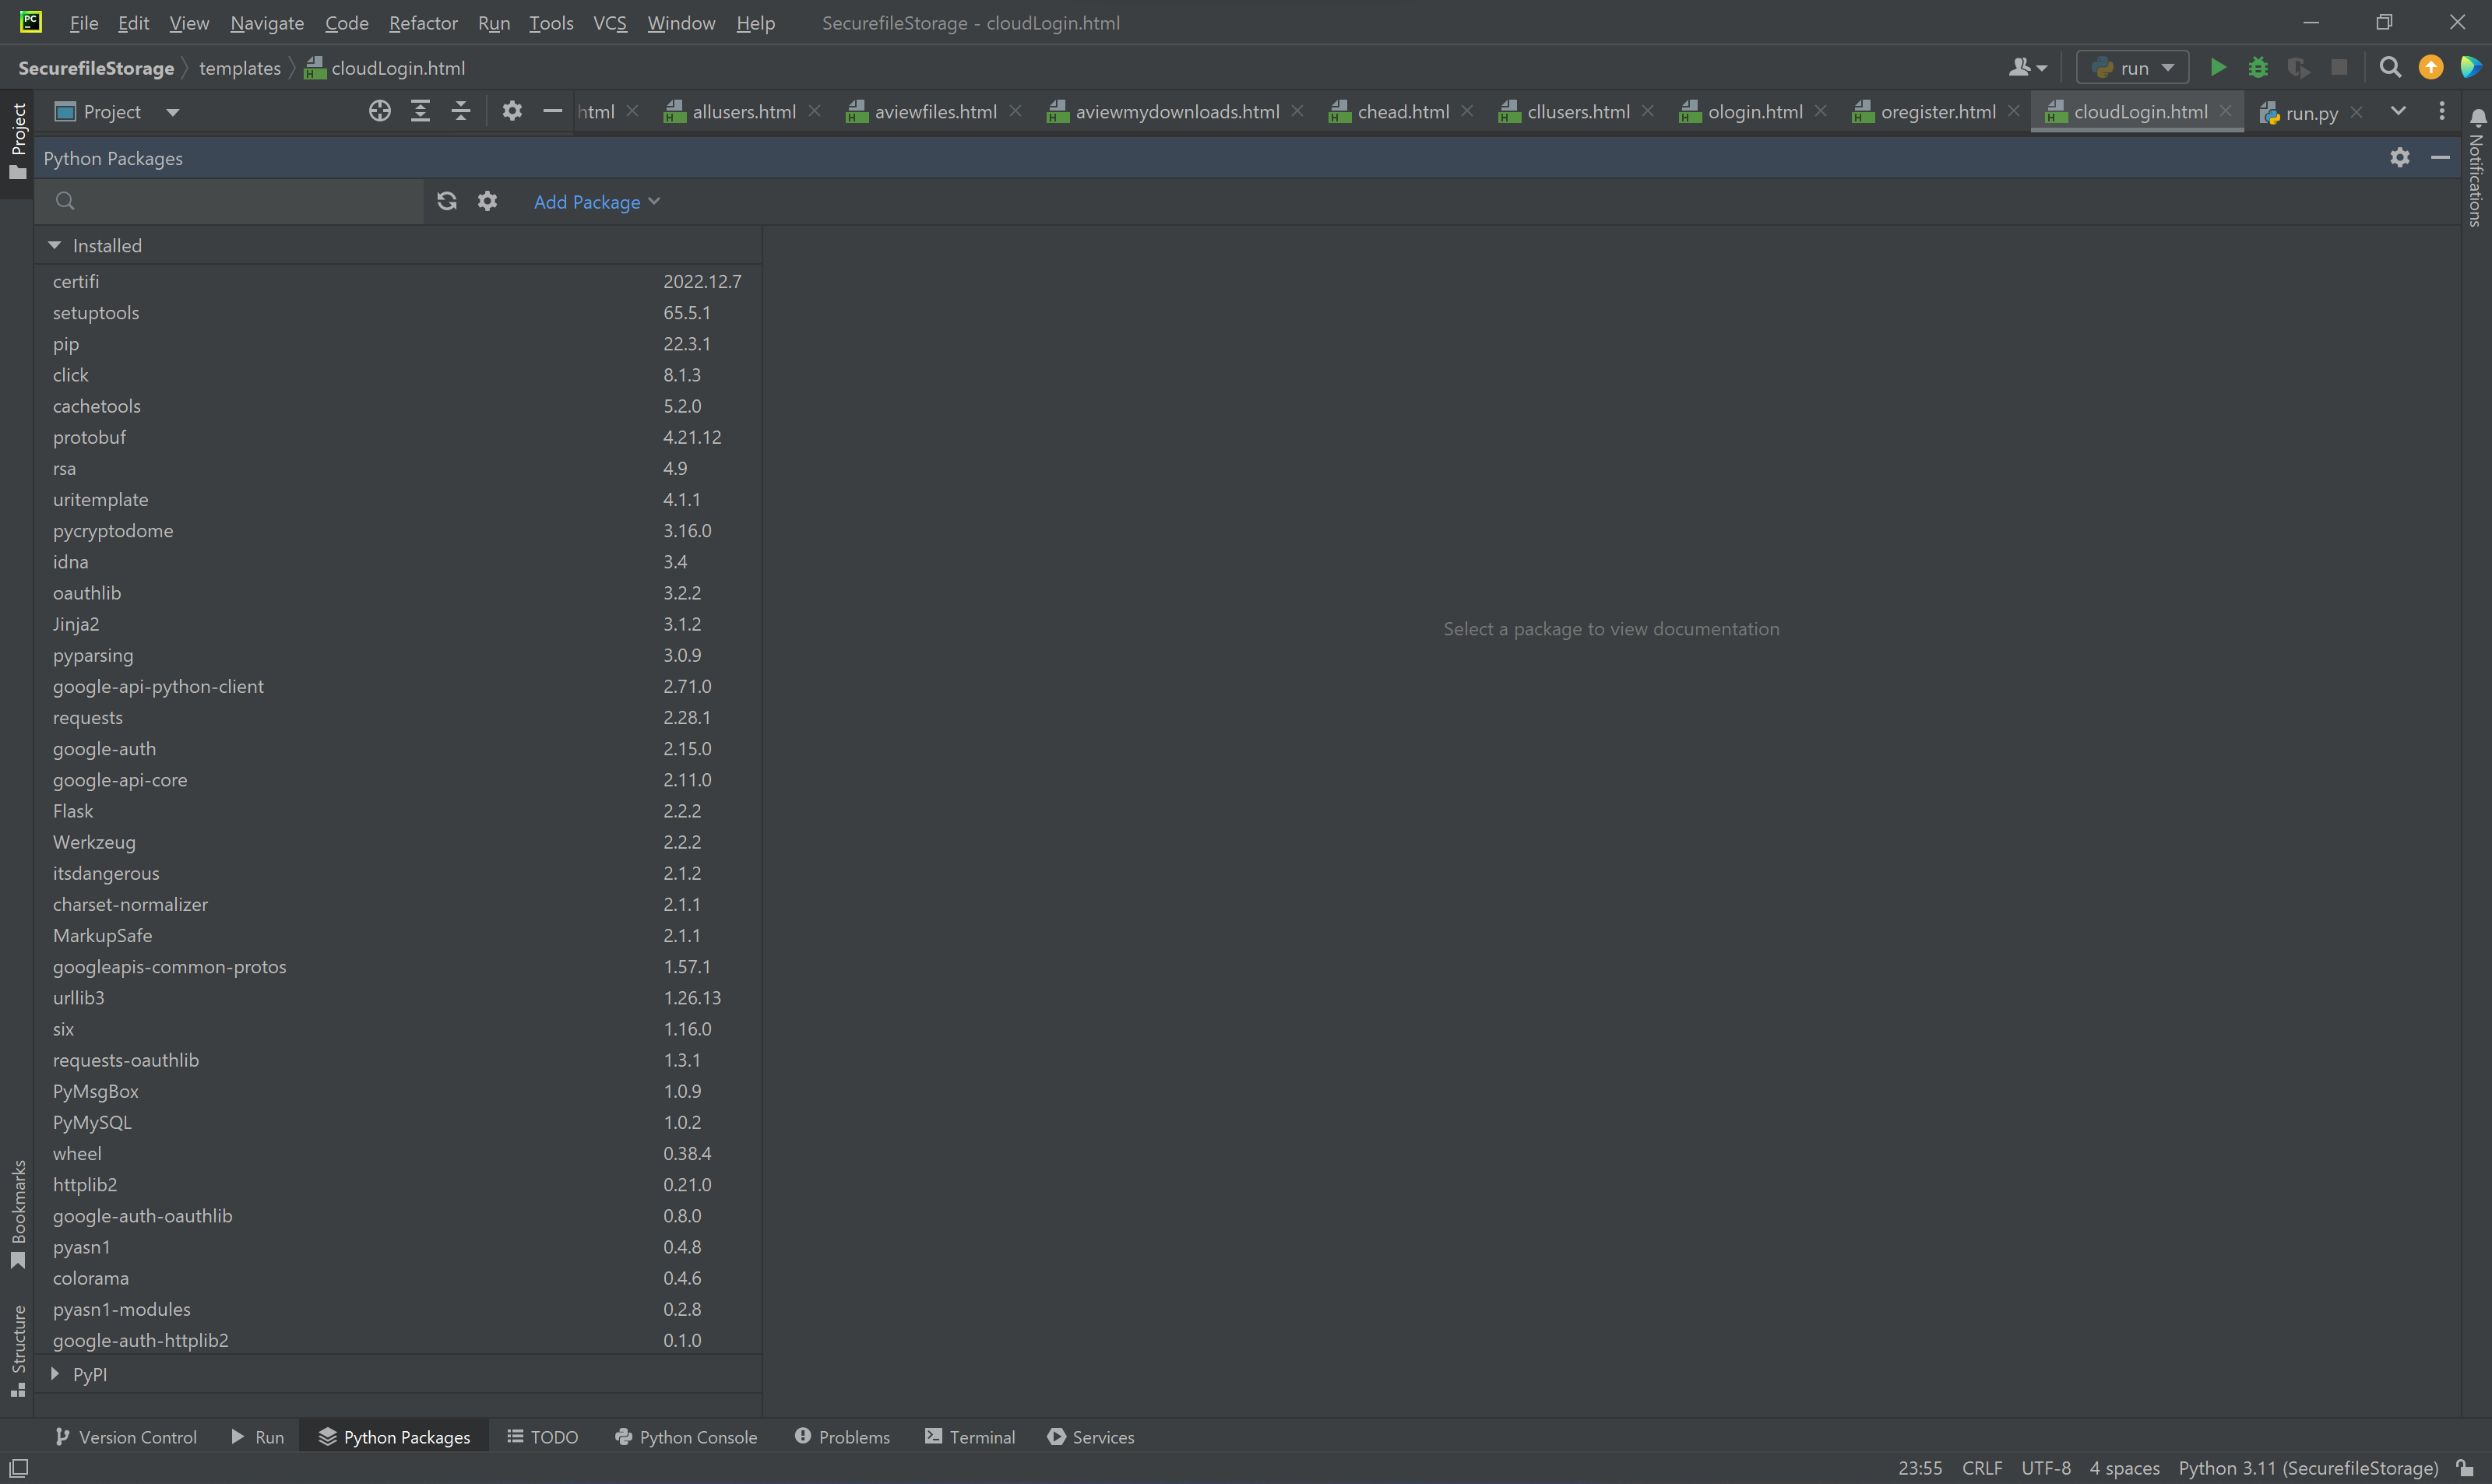 PC
File Edit View Navigate Code Refactor Run Tools VCS Window Help SecurefileStorage - cloudLogin.html
SecurefileStorage templates cloudLogin.html run
Project html allusers.html aviewfiles.html aviewmydownloads.html chead.html cllusers.html ologin.html oregister.html cloudLogin.html run.py
Project
Notifications
Python Packages
Add Package
Installed
certifi 2022.12.7
setuptools 65.5.1
pip 22.3.1
click 8.1.3
cachetools 5.2.0
protobuf 4.21.12
rsa 4.9
uritemplate 4.1.1
pycryptodome 3.16.0
idna 3.4
oauthlib 3.2.2
Jinja2 3.1.2
Select a package to view documentation
pyparsing 3.0.9
google-api-python-client 2.71.0
requests 2.28.1
google-auth 2.15.0
google-api-core 2.11.0
Flask 2.2.2
Werkzeug 2.2.2
itsdangerous 2.1.2
charset-normalizer 2.1.1
MarkupSafe 2.1.1
googleapis-common-protos 1.57.1
urllib3 1.26.13
six 1.16.0
requests-oauthlib 1.3.1
PyMsgBox 1.0.9
PyMySQL 1.0.2
wheel 0.38.4
httplib2 0.21.0
google-auth-oauthlib 0.8.0
pyasn1 0.4.8
colorama 0.4.6
pyasn1-modules 0.2.8
google-auth-httplib2 0.1.0
PyPI
Bookmarks
Structure
Version Control Run Python Packages TODO Python Console Problems Terminal Services
23:55 CRLF UTF-8 4 spaces Python 3.11 (SecurefileStorage)